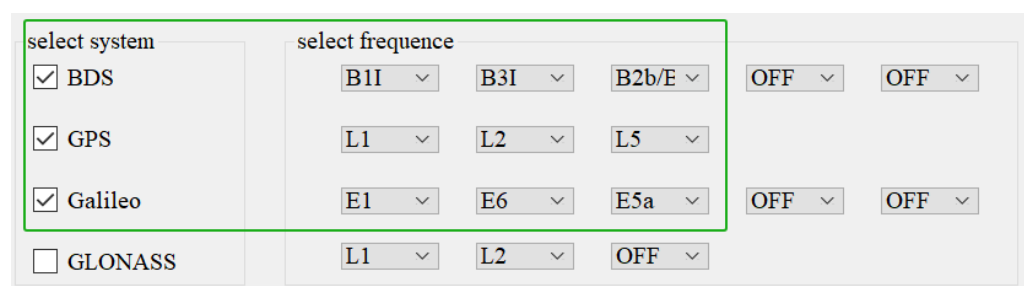 select system select frequence
BDS B1I B3I B2b/E OFF OFF
GPS L1 L2 L5
Galileo E1 E6 E5a OFF OFF
GLONASS L1 L2 OFF